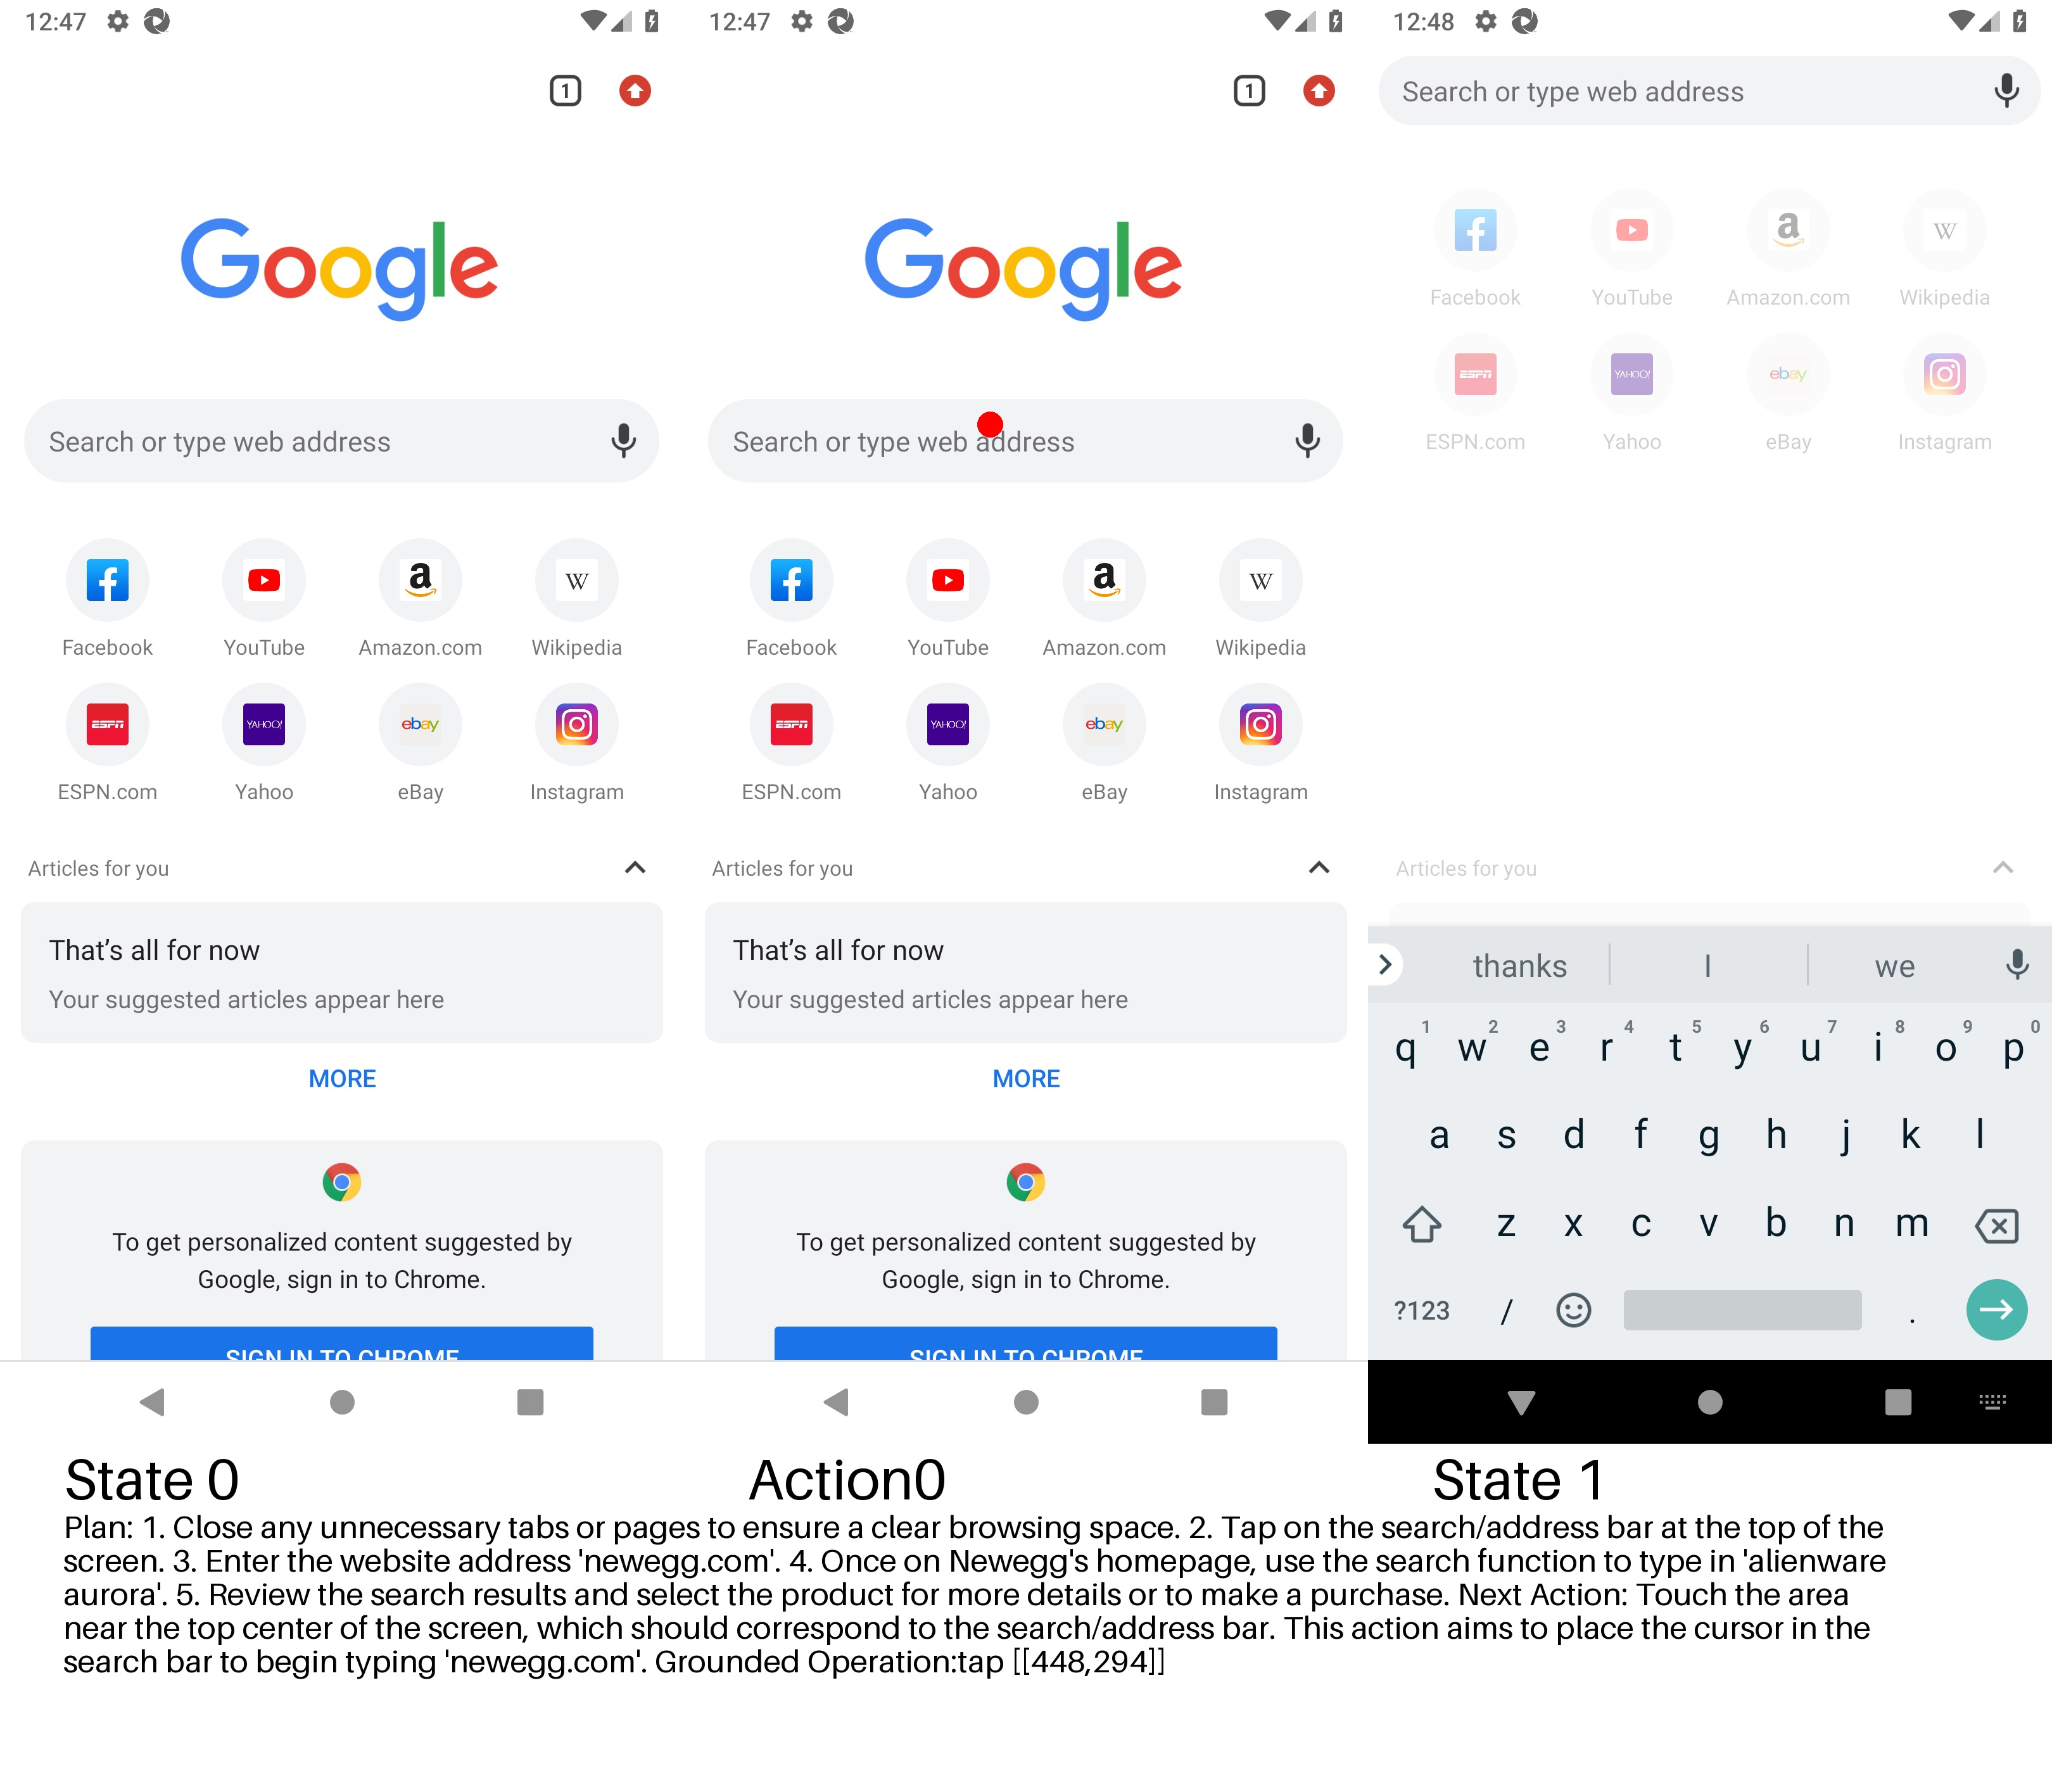 12:47
1
Google
Search or type web address
Facebook YouTube Amazon.com Wikipedia
ESPN YAHOO! ebay
ESPN.com Yahoo eBay Instagram
Articles for you
That’s all for now
Your suggested articles appear here
MORE
To get personalized content suggested by
Google, sign in to Chrome.
SIGN IN TO CHROME
12:47
1
Google
Search or type web address
Facebook YouTube Amazon.com Wikipedia
ESPN YAHOO! ebay
ESPN.com Yahoo eBay Instagram
Articles for you
That’s all for now
Your suggested articles appear here
MORE
To get personalized content suggested by
Google, sign in to Chrome.
SIGN IN TO CHROME
12:48
Search or type web address
Facebook YouTube Amazon.com Wikipedia
ESPN YAHOO! ebay
ESPN.com Yahoo eBay Instagram
Articles for you
thanks I we
1 2 3 4 5 6 7 8 9 0
q w e r t y u i o p
a s d f g h j k l
z x c v b n m
?123 / .
State 0 Action0 State 1
Plan: 1. Close any unnecessary tabs or pages to ensure a clear browsing space. 2. Tap on the search/address bar at the top of the
screen. 3. Enter the website address 'newegg.com'. 4. Once on Newegg's homepage, use the search function to type in 'alienware
aurora'. 5. Review the search results and select the product for more details or to make a purchase. Next Action: Touch the area
near the top center of the screen, which should correspond to the search/address bar. This action aims to place the cursor in the
search bar to begin typing 'newegg.com'. Grounded Operation:tap [[448,294]]